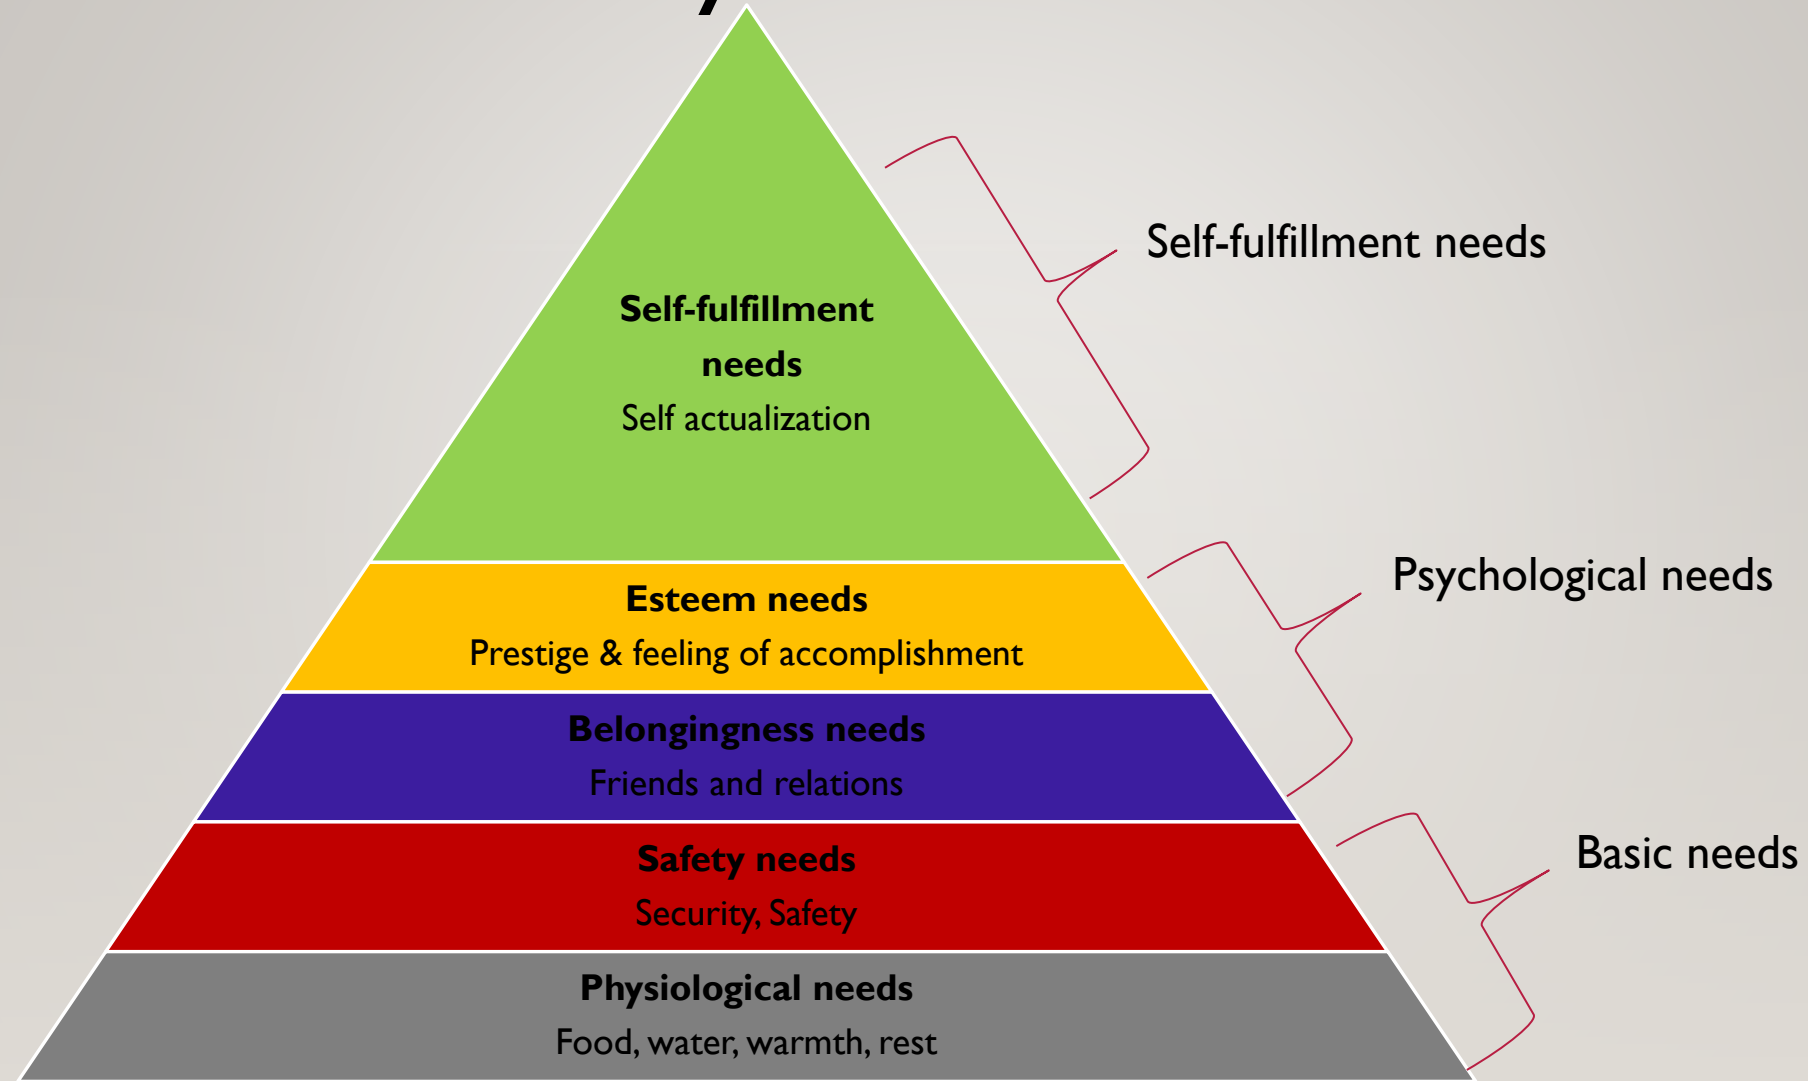 Self-fulfillment
needs
Self actualization
Self-fulfillment needs
Esteem needs
Prestige & feeling of accomplishment
Psychological needs
Belongingness needs
Friends and relations
Safety needs
Security, Safety
Basic needs
Physiological needs
Food, water, warmth, rest